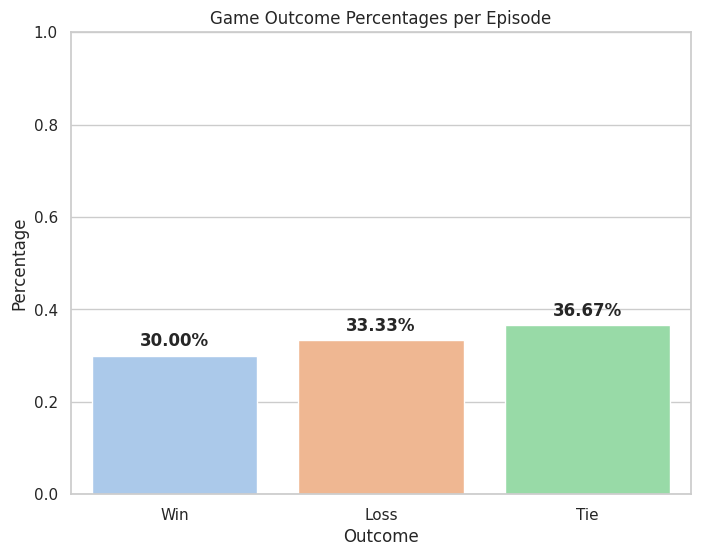 Game Outcome Percentages per Episode
Percentage
1.0
0.8
0.6
0.4
0.2
0.0
30.00%
33.33%
36.67%
Win
Loss
Tie
Outcome